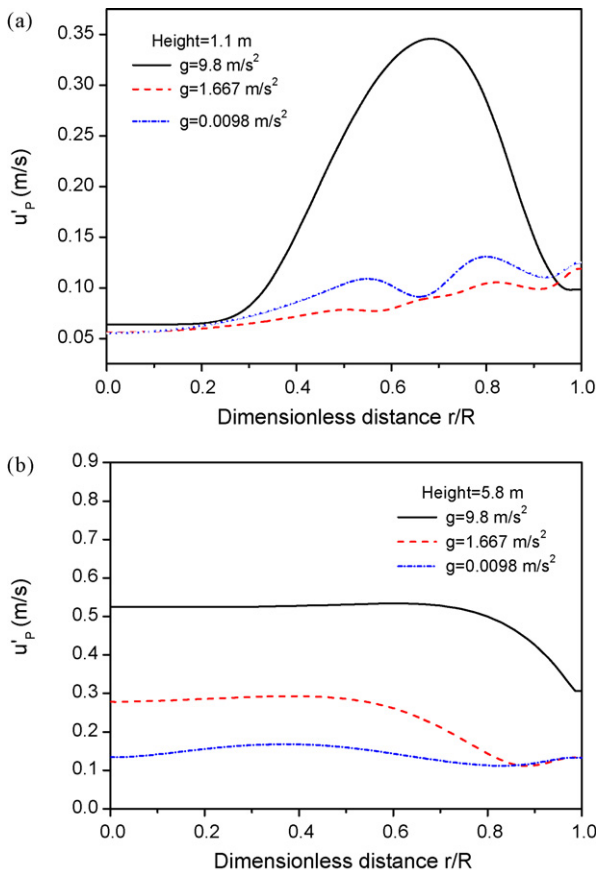 (a)
Height=1.1 m
g=9.8 m/s²
g=1.667 m/s²
g=0.0098 m/s²
u'ₚ (m/s)
0.35
0.30
0.25
0.20
0.15
0.10
0.05
0.0 0.2 0.4 0.6 0.8 1.0
Dimensionless distance r/R
(b)
Height=5.8 m
g=9.8 m/s²
g=1.667 m/s²
g=0.0098 m/s²
u'ₚ (m/s)
0.9
0.8
0.7
0.6
0.5
0.4
0.3
0.2
0.1
0.0
0.0 0.2 0.4 0.6 0.8 1.0
Dimensionless distance r/R